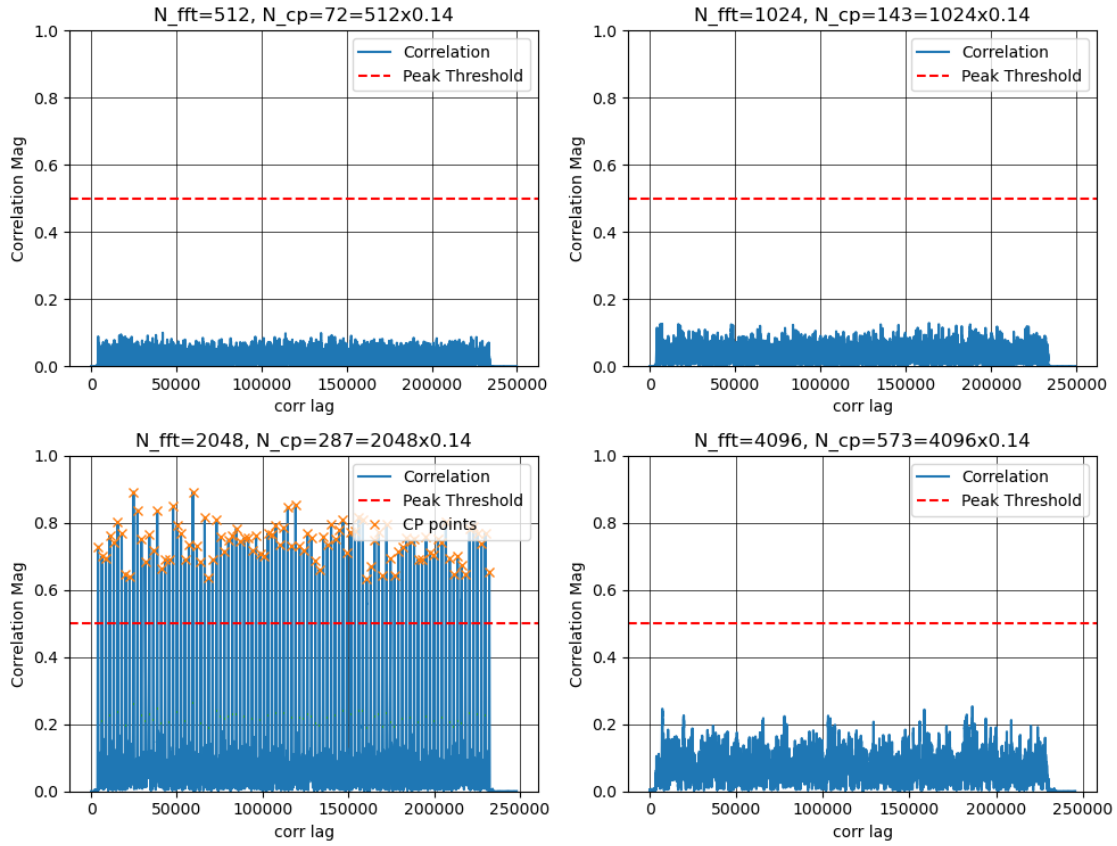 N_fft=512, N_cp=72=512x0.14
1.0
0.8
0.6
0.4
0.2
0.0
Correlation Mag
Correlation
Peak Threshold
0
50000
100000
150000
200000
250000
corr lag
N_fft=1024, N_cp=143=1024x0.14
1.0
0.8
0.6
0.4
0.2
0.0
Correlation Mag
Correlation
Peak Threshold
0
50000
100000
150000
200000
250000
corr lag
N_fft=2048, N_cp=287=2048x0.14
1.0
0.8
0.6
0.4
0.2
0.0
Correlation Mag
Correlation
Peak Threshold
CP points
0
50000
100000
150000
200000
250000
corr lag
N_fft=4096, N_cp=573=4096x0.14
1.0
0.8
0.6
0.4
0.2
0.0
Correlation Mag
Correlation
Peak Threshold
0
50000
100000
150000
200000
250000
corr lag